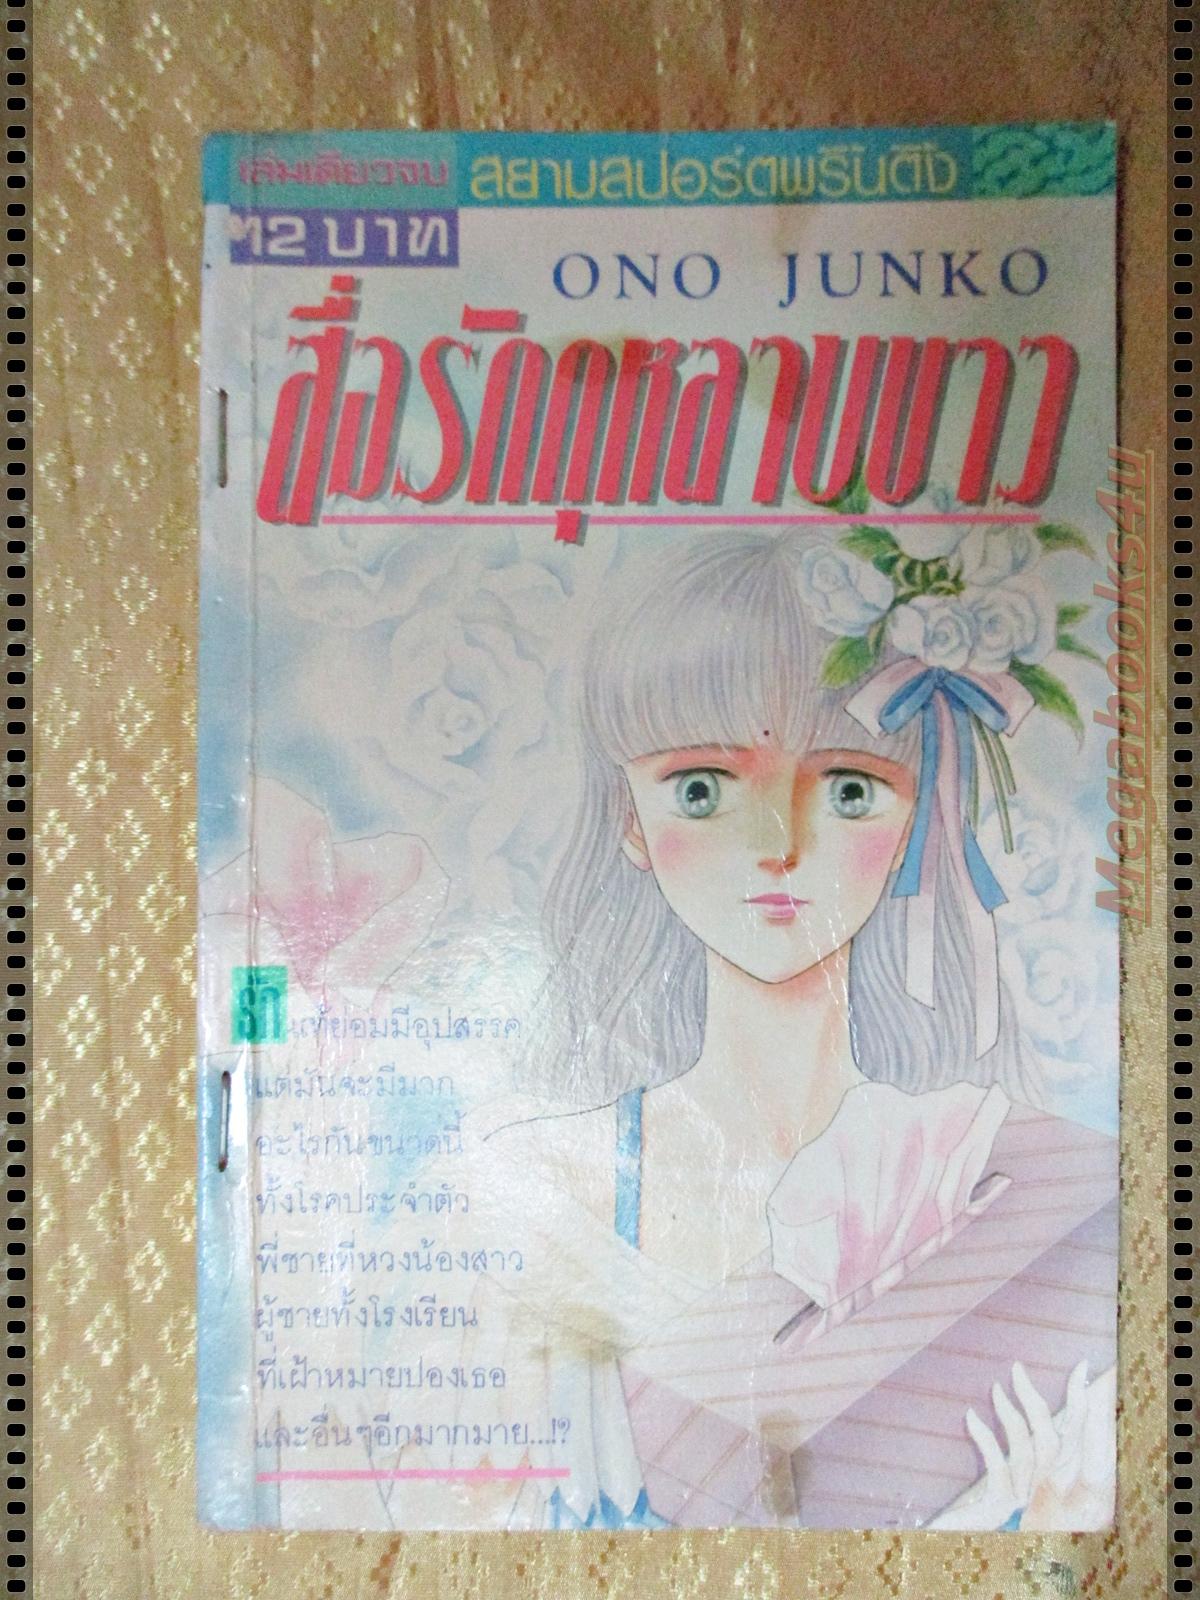 เล่มเดียวจบ สยามสปอร์ตพริ้นติ้ง
12 บาท
ONO JUNKO
สื่อรักกุหลาบขาว
รักแท้ย่อมมีอุปสรรค
แต่มันจะมีมาก
อะไรกันขนาดนี้
ทั้งโรคประจำตัว
พี่ชายที่หวงน้องสาว
ผู้ชายทั้งโรงเรียน
ที่เฝ้าหมายปองเธอ
และอื่นๆอีกมากมาย...!?
Megabooks4u